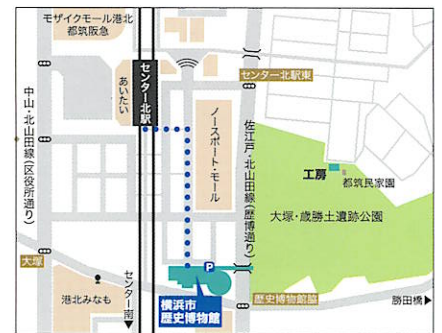 モザイクモール港北
都筑阪急
あいたい
センター北駅
センター北駅東
中山・北山田線(区役所通り)
ノースポート・モール
佐江戸・北山田線(歴博通り)
工房
都筑民家園
大塚・歳勝土遺跡公園
大塚
P
港北みなも
センター南
横浜市
歴史博物館
歴史博物館脇
勝田橋